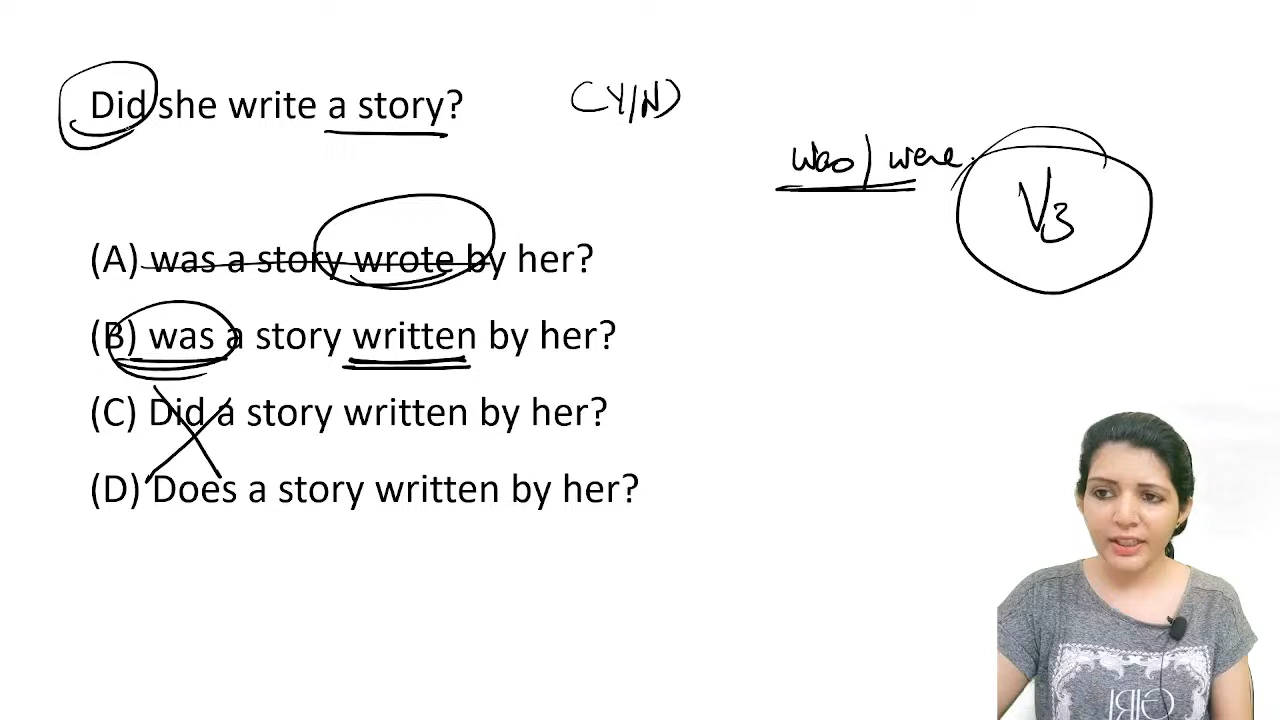 Did she write a story? (Y/N)
was/were V3
(A) was a story wrote by her?
(B) was a story written by her?
(C) Did a story written by her?
(D) Does a story written by her?